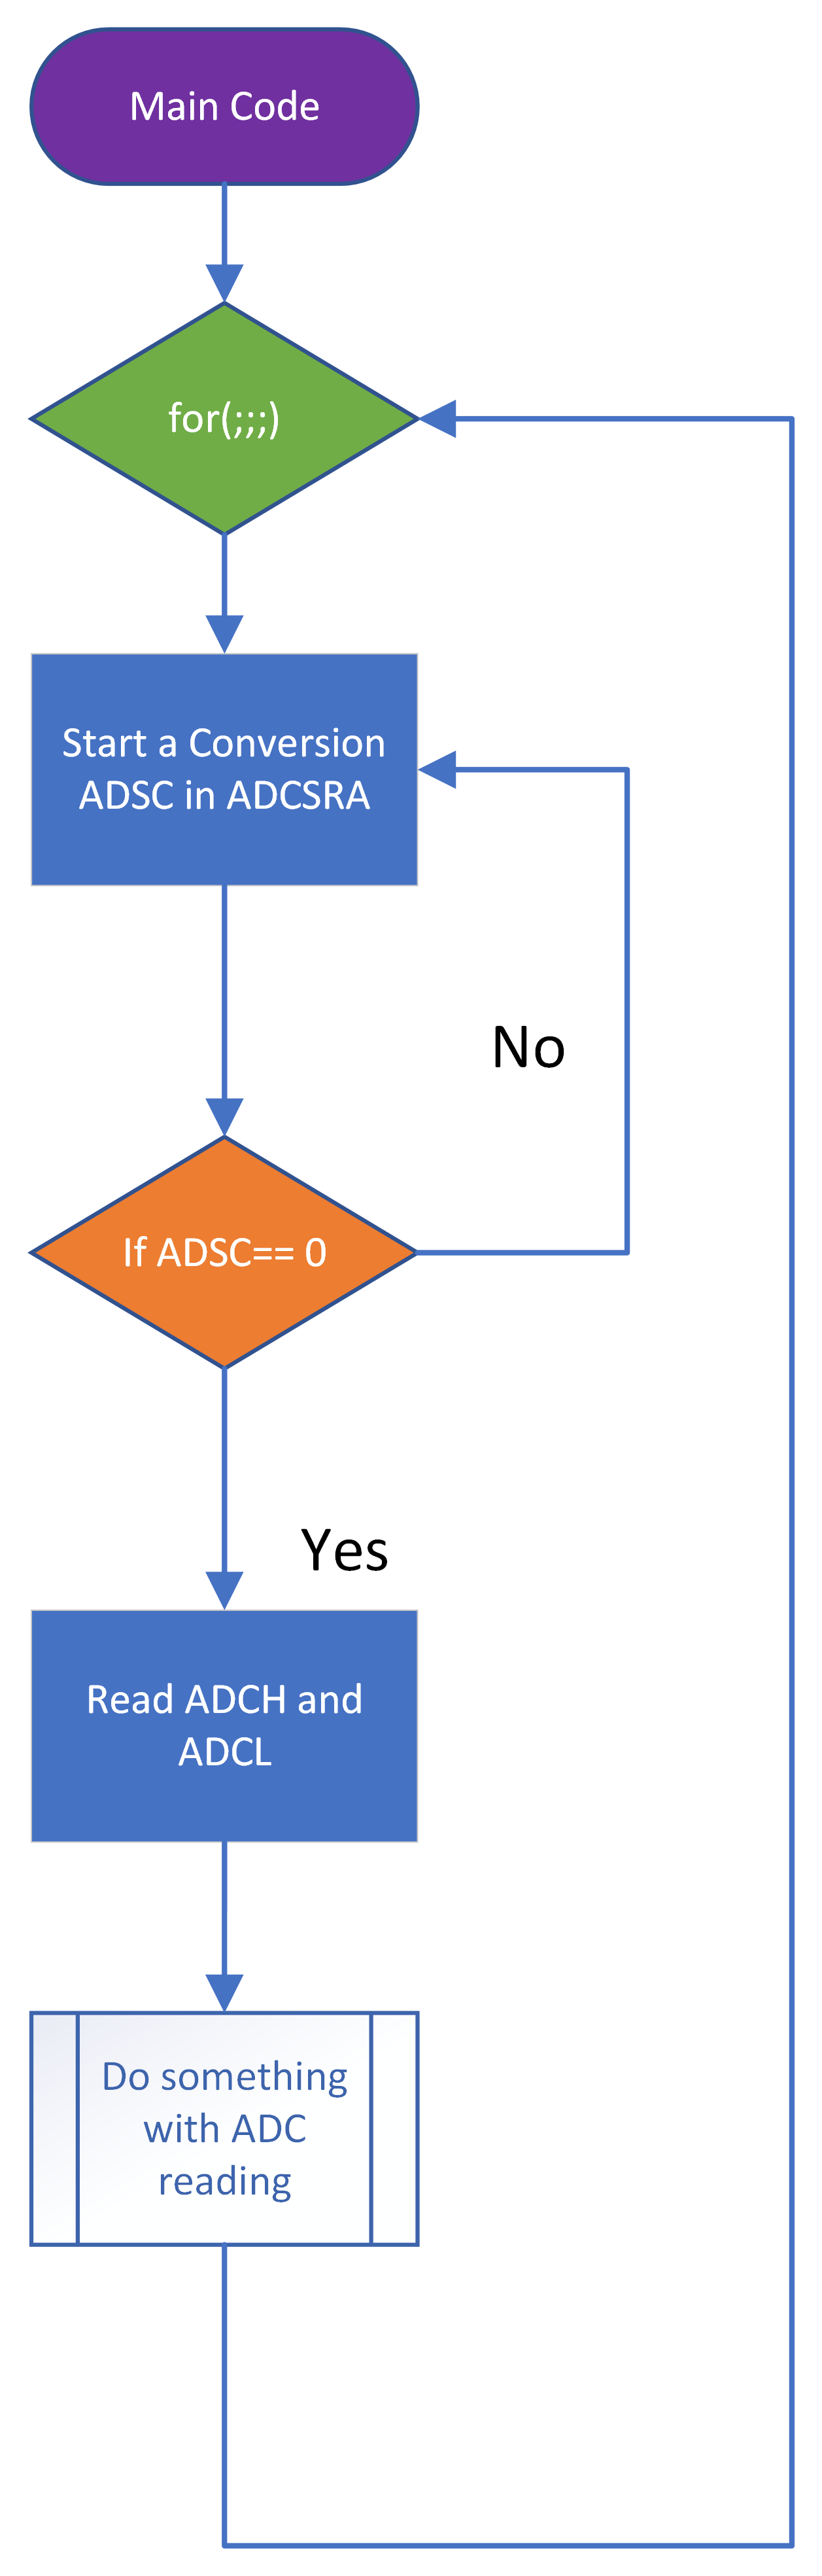 Main Code
for(;;;)
Start a Conversion
ADSC in ADCSRA
No
If ADSC== 0
Yes
Read ADCH and
ADCL
Do something
with ADC
reading